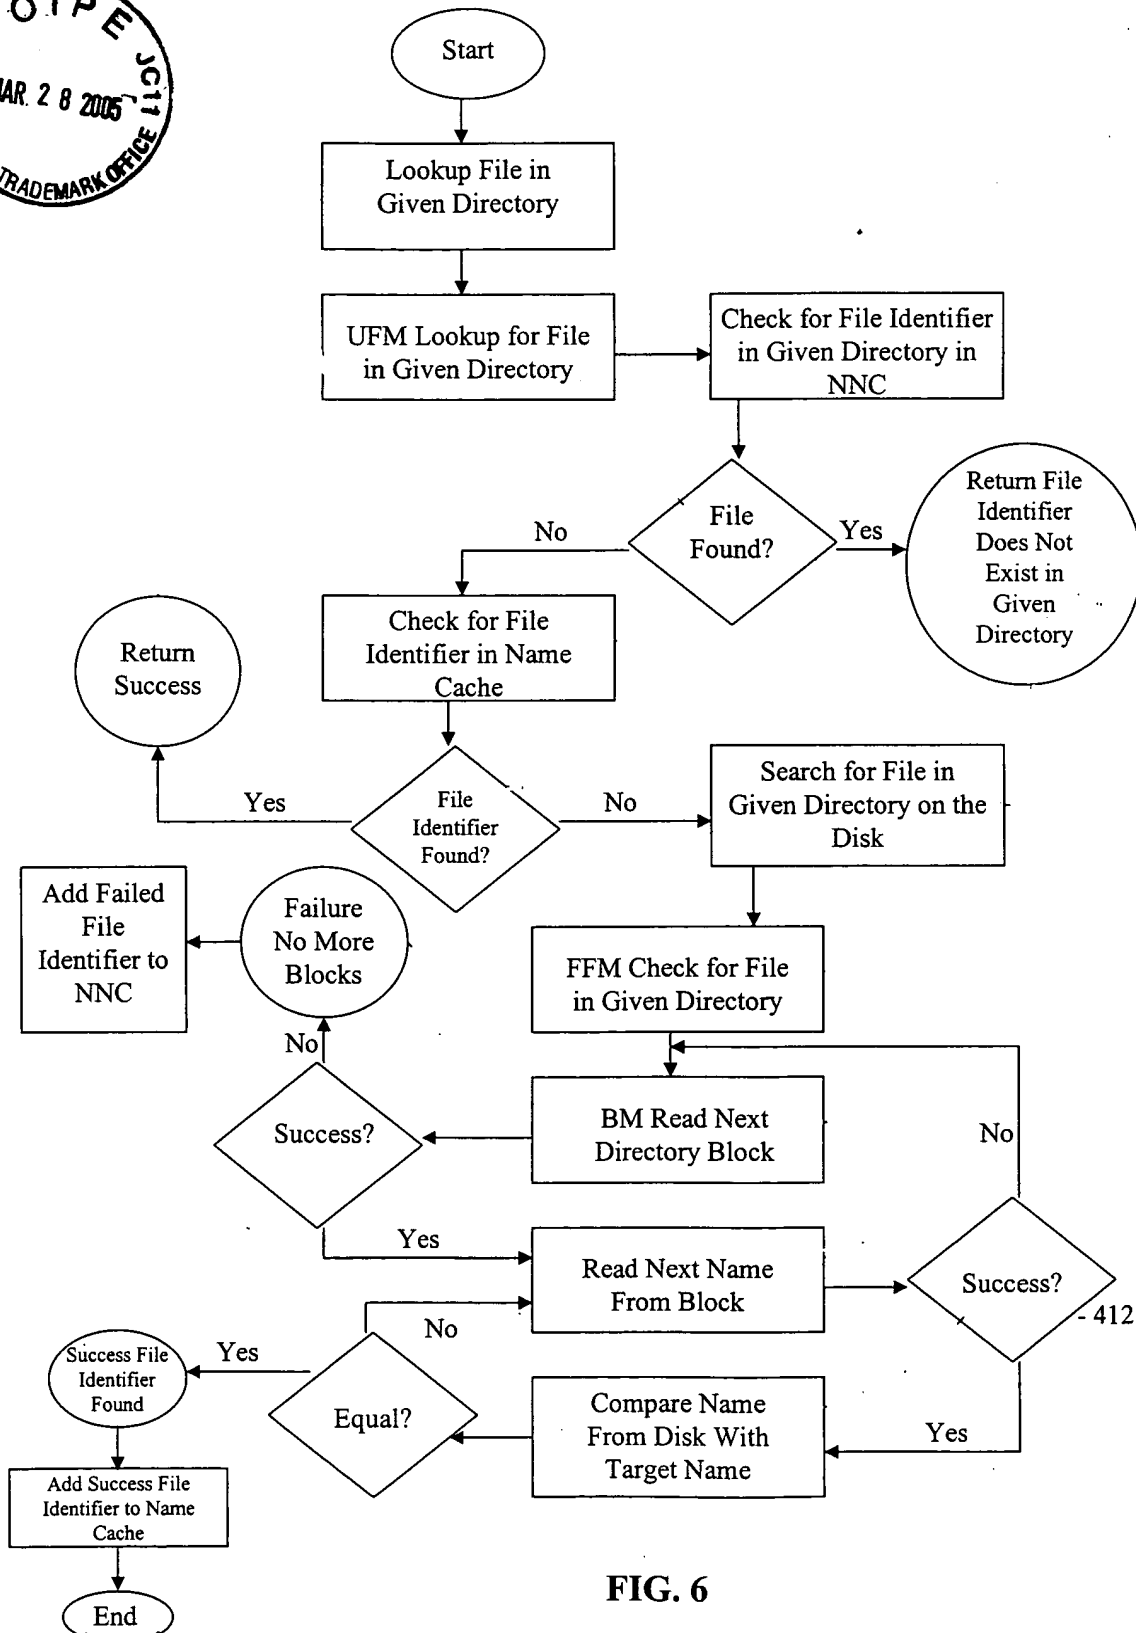 OIPE JC11
MAR. 2 8 2005
TRADEMARK OFFICE
Start
Lookup File in
Given Directory
UFM Lookup for File
in Given Directory
Check for File Identifier
in Given Directory in
NNC
File
Found?
No
Yes
Return File
Identifier
Does Not
Exist in
Given
Directory
Check for File
Identifier in Name
Cache
Return
Success
File
Identifier
Found?
Yes
No
Search for File in
Given Directory on the
Disk
Add Failed
File
Identifier to
NNC
Failure
No More
Blocks
FFM Check for File
in Given Directory
No
Success?
BM Read Next
Directory Block
No
Yes
Read Next Name
From Block
Success?
- 412
No
Success File
Identifier
Found
Yes
Equal?
Compare Name
From Disk With
Target Name
Yes
Add Success File
Identifier to Name
Cache
End
FIG. 6